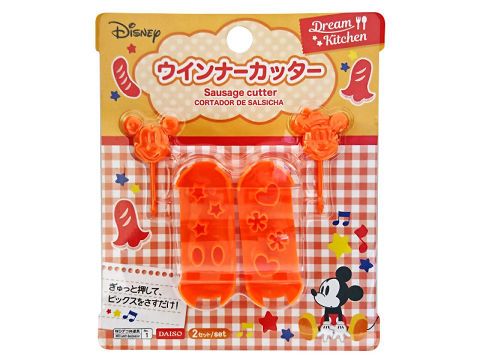 Disney
Dream
Kitchen
ウインナーカッター
Sausage cutter
CORTADOR DE SALSICHA
ぎゅっと押して、
ピックスをさすだけ!
DAISO
2セット/set